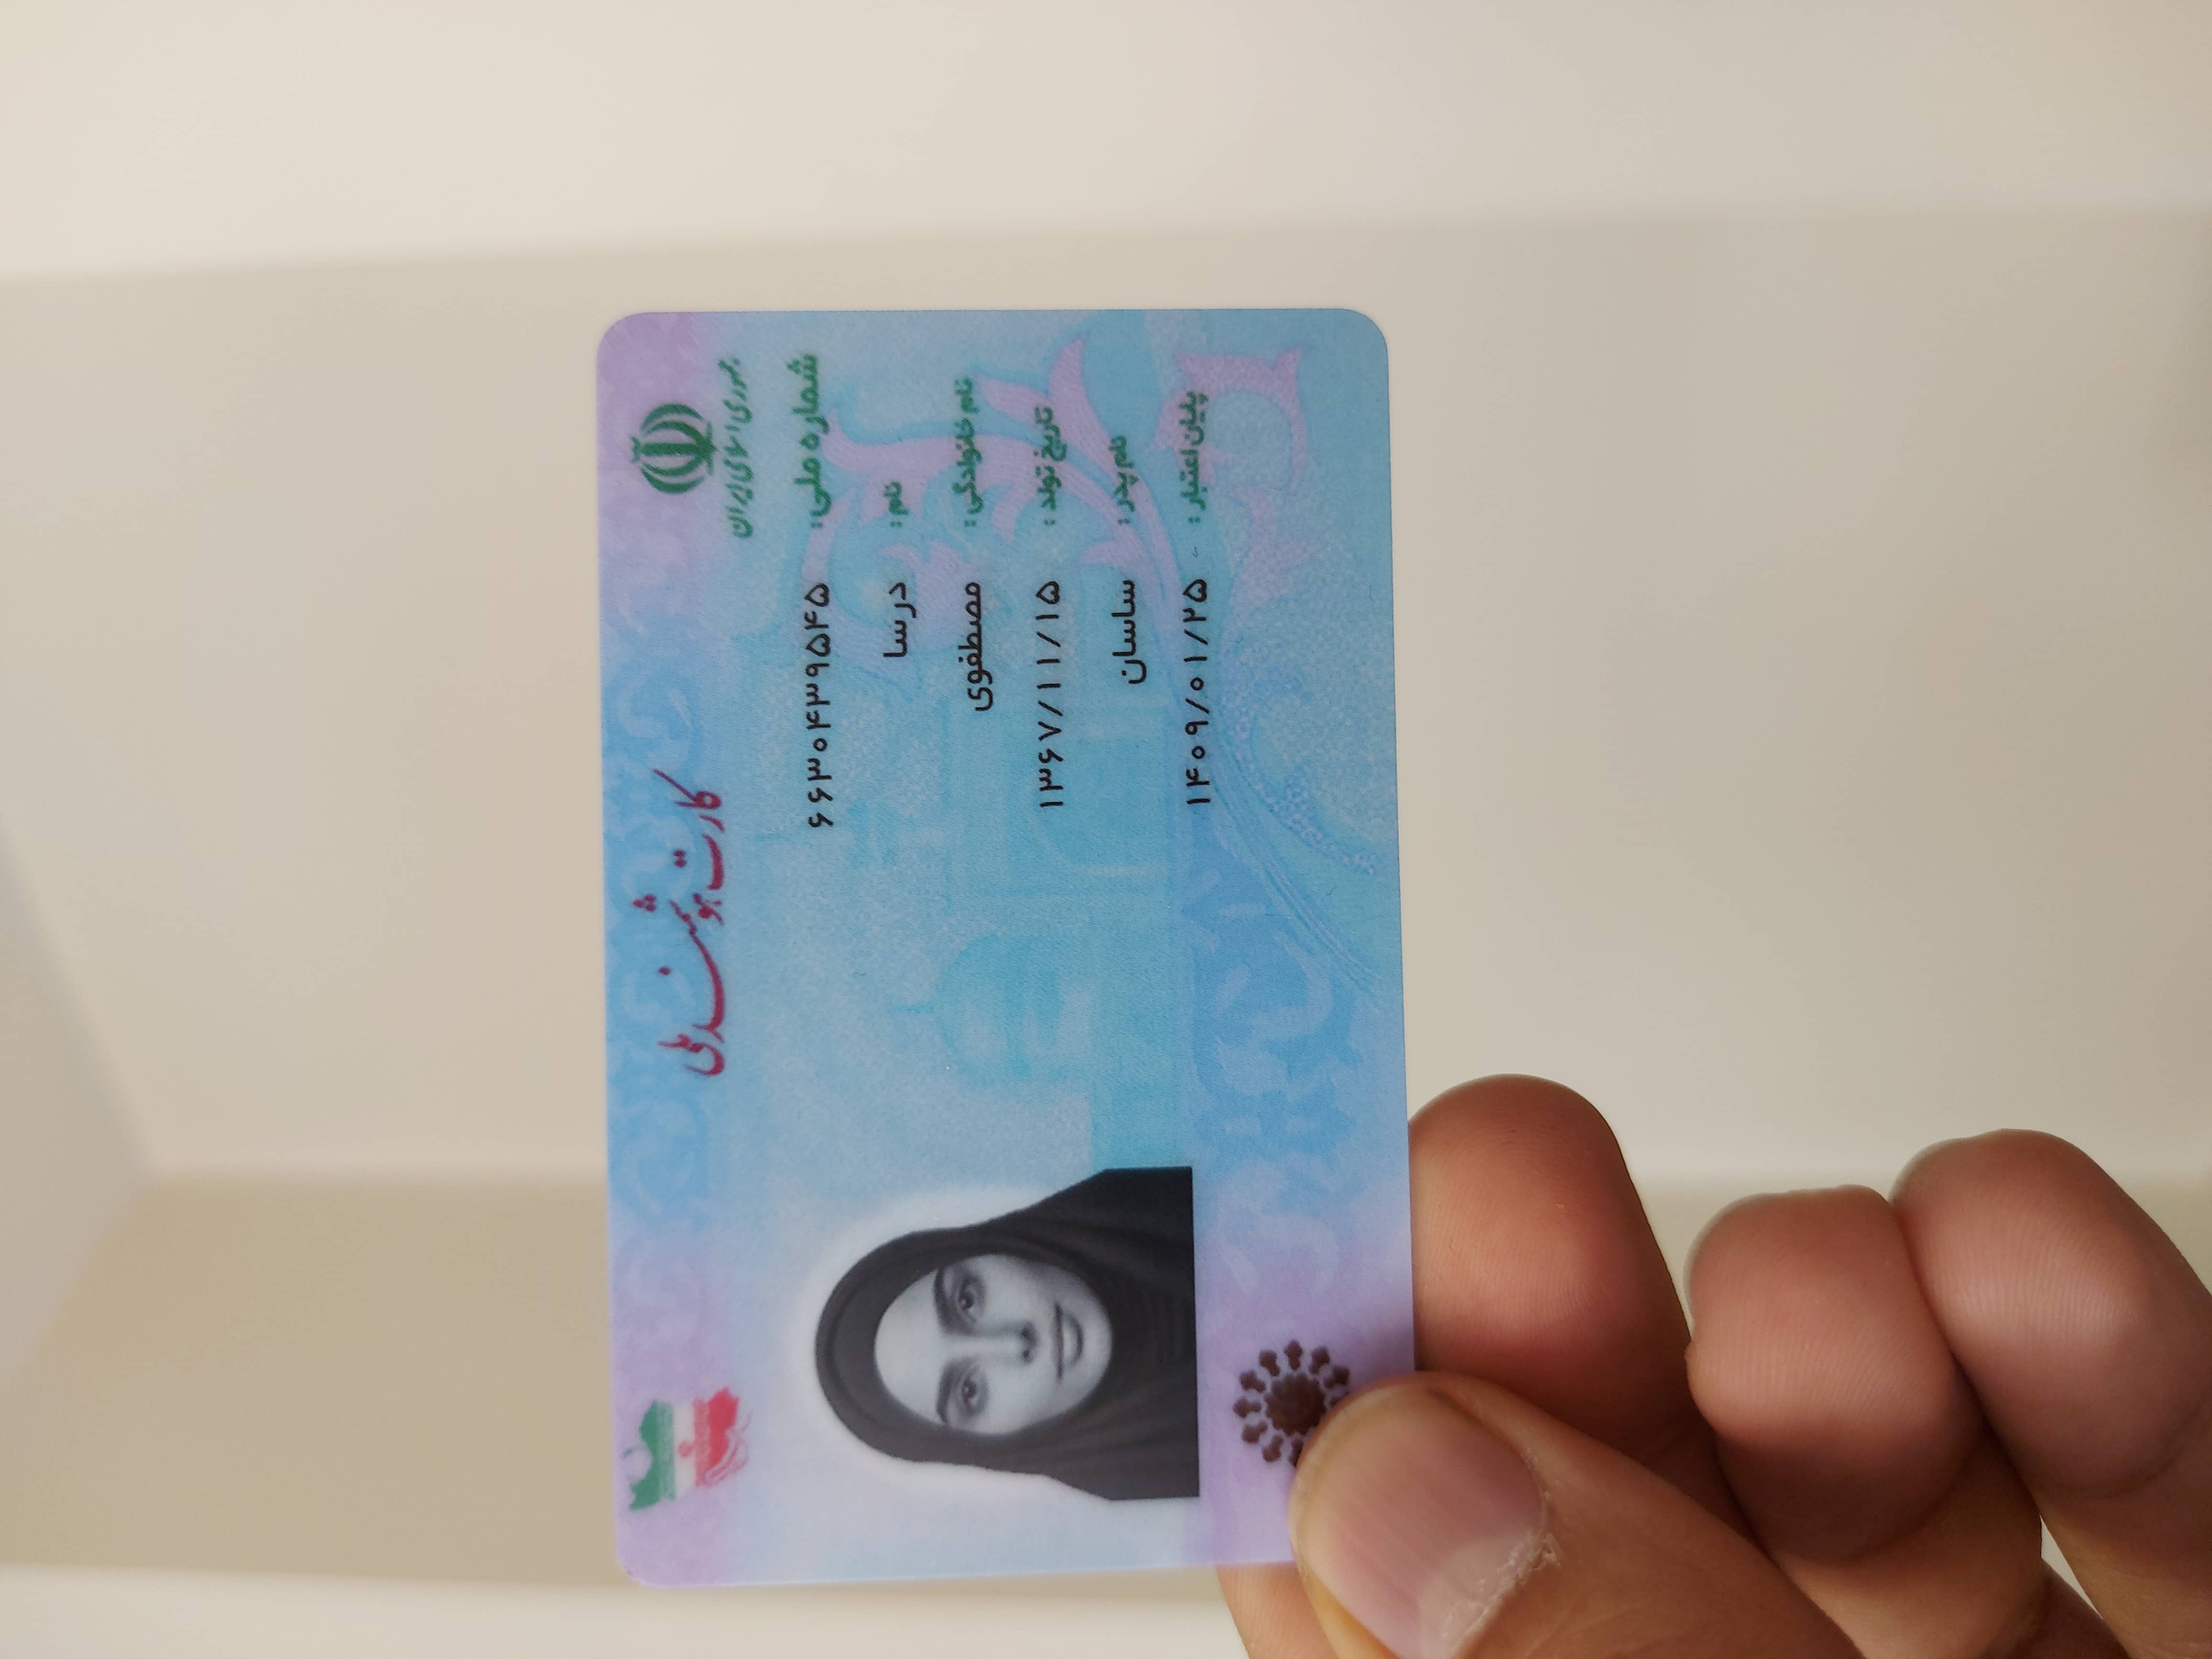 جمهوری اسلامی ایران
کارت هوشمند ملی
شماره ملی: ۶۶۳۰۴۳۹۵۴۵
نام: درسا
نام خانوادگی: مصطفوی
تاریخ تولد: ۱۳۶۷/۱۱/۱۵
نام پدر: ساسان
پایان اعتبار: ۱۴۰۹/۰۱/۲۵